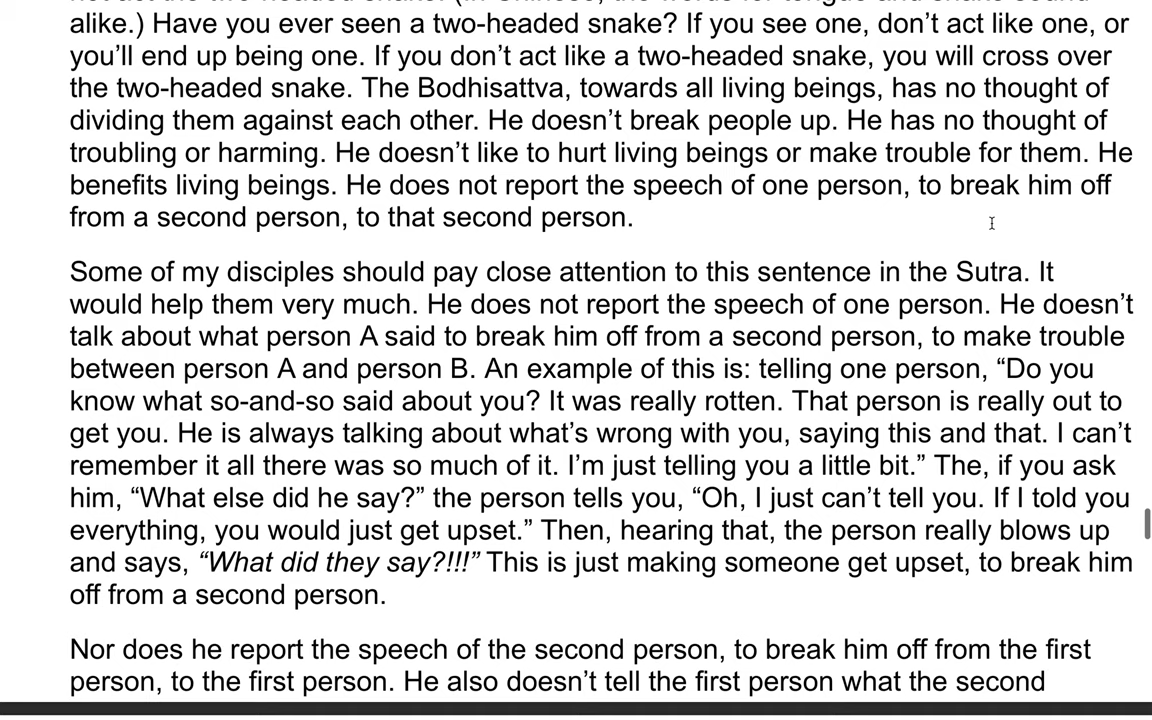 alike.) Have you ever seen a two-headed snake? If you see one, don’t act like one, or
you’ll end up being one. If you don’t act like a two-headed snake, you will cross over
the two-headed snake. The Bodhisattva, towards all living beings, has no thought of
dividing them against each other. He doesn’t break people up. He has no thought of
troubling or harming. He doesn’t like to hurt living beings or make trouble for them. He
benefits living beings. He does not report the speech of one person, to break him off
from a second person, to that second person.
Some of my disciples should pay close attention to this sentence in the Sutra. It
would help them very much. He does not report the speech of one person. He doesn’t
talk about what person A said to break him off from a second person, to make trouble
between person A and person B. An example of this is: telling one person, “Do you
know what so-and-so said about you? It was really rotten. That person is really out to
get you. He is always talking about what’s wrong with you, saying this and that. I can’t
remember it all there was so much of it. I’m just telling you a little bit.” The, if you ask
him, “What else did he say?” the person tells you, “Oh, I just can’t tell you. If I told you
everything, you would just get upset.” Then, hearing that, the person really blows up
and says, “What did they say?!!!” This is just making someone get upset, to break him
off from a second person.
Nor does he report the speech of the second person, to break him off from the first
person, to the first person. He also doesn’t tell the first person what the second